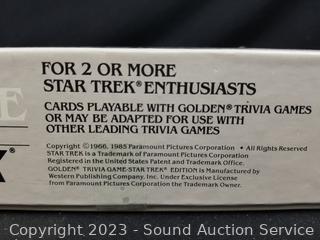 FOR 2 OR MORE
STAR TREK® ENTHUSIASTS
CARDS PLAYABLE WITH GOLDEN® TRIVIA GAMES
OR MAY BE ADAPTED FOR USE WITH
OTHER LEADING TRIVIA GAMES
Copyright ©1966, 1985 Paramount Pictures Corporation • All Rights Reserved
STAR TREK is a Trademark of Paramount Pictures Corporation
Registered in the United States Patent and Trademark Office.
GOLDEN® TRIVIA GAME-STAR TREK® EDITION is Manufactured by
Western Publishing Company, Inc. Under Exclusive License
from Paramount Pictures Corporation the Trademark Owner.
Copyright 2023 - Sound Auction Service